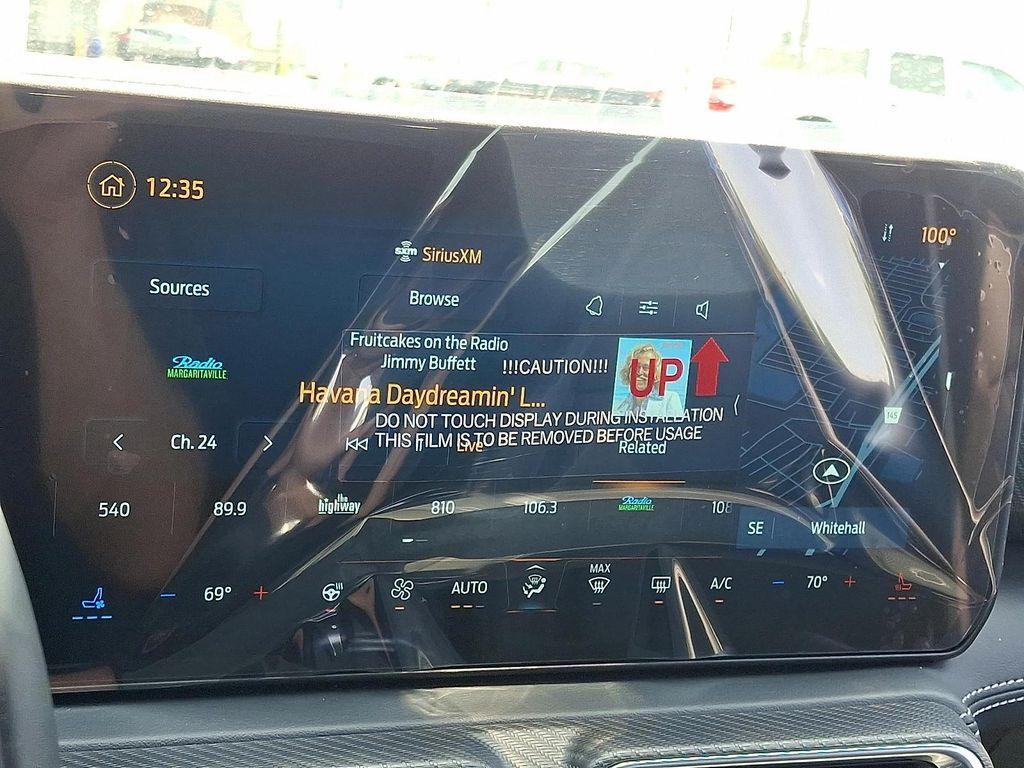 12:35
100°
sxm SiriusXM
Sources
Browse
Fruitcakes on the Radio
Jimmy Buffett
!!!CAUTION!!!
UP
Radio
MARGARITAVILLE
Havana Daydreamin' L...
DO NOT TOUCH DISPLAY DURING INSTALLATION
THIS FILM IS TO BE REMOVED BEFORE USAGE
145
Ch. 24
Live
Related
540
89.9
the
highway
810
106.3
Radio
MARGARITAVILLE
108
SE
Whitehall
69°
AUTO
MAX
A/C
70°